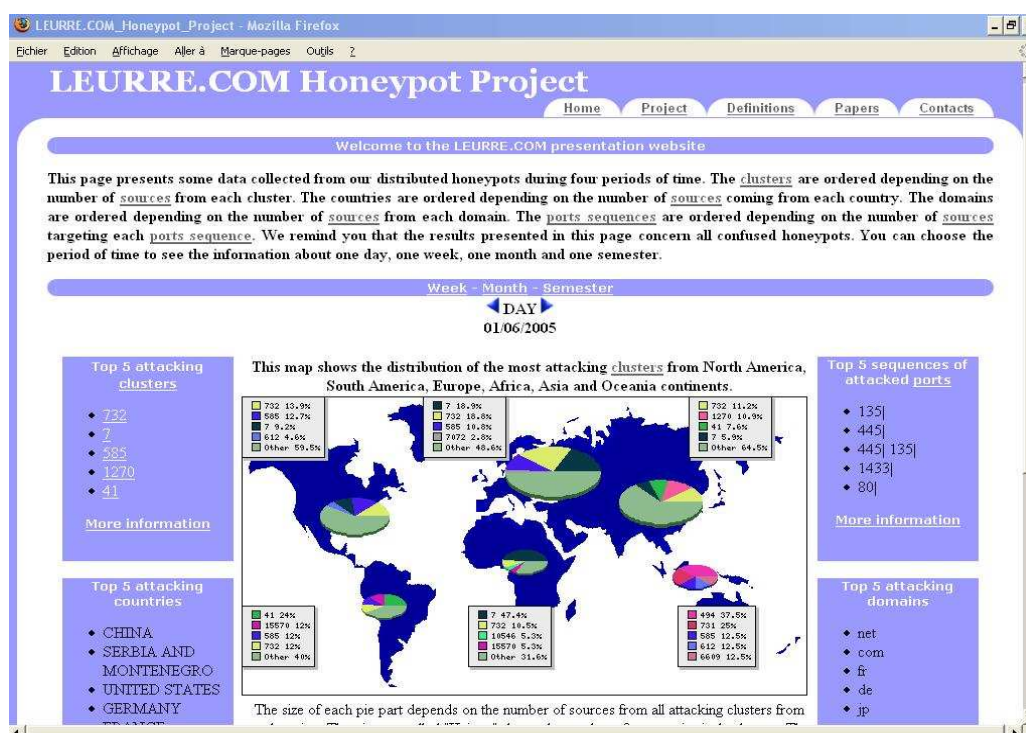 LEURRE.COM_Honeypot_Project - Mozilla Firefox
Fichier Edition Affichage Aller à Marque-pages Outils ?
LEURRE.COM Honeypot Project
Home Project Definitions Papers Contacts
Welcome to the LEURRE.COM presentation website
This page presents some data collected from our distributed honeypots during four periods of time. The clusters are ordered depending on the
number of sources from each cluster. The countries are ordered depending on the number of sources coming from each country. The domains
are ordered depending on the number of sources from each domain. The ports sequences are ordered depending on the number of sources
targeting each ports sequence. We remind you that the results presented in this page concern all confused honeypots. You can choose the
period of time to see the information about one day, one week, one month and one semester.
Week - Month - Semester
DAY
01/06/2005
Top 5 attacking
clusters
732
7
585
1270
41
More information
Top 5 attacking
countries
CHINA
SERBIA AND
MONTENEGRO
UNITED STATES
GERMANY
FRANCE
This map shows the distribution of the most attacking clusters from North America,
South America, Europe, Africa, Asia and Oceania continents.
732 13.9%
585 12.7%
7 9.2%
612 4.6%
Other 59.5%
7 18.9%
732 18.8%
585 10.8%
7072 2.8%
Other 48.6%
732 11.2%
1270 10.9%
41 7.6%
7 5.9%
Other 64.5%
41 24%
15570 12%
585 12%
732 12%
Other 40%
7 47.4%
732 10.5%
10546 5.3%
15570 5.3%
Other 31.6%
494 37.5%
731 25%
585 12.5%
612 12.5%
6609 12.5%
The size of each pie part depends on the number of sources from all attacking clusters from
Top 5 sequences of
attacked ports
135|
445|
445| 135|
1433|
80|
More information
Top 5 attacking
domains
net
com
fr
de
jp